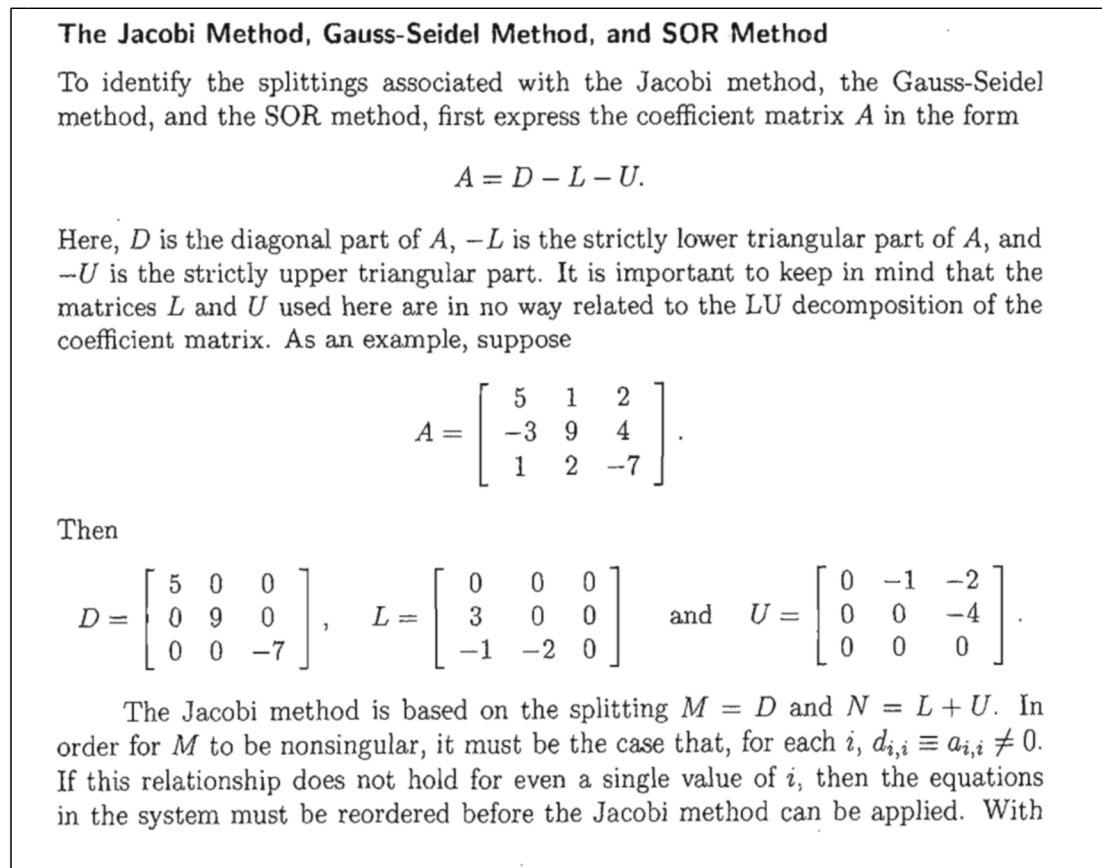 The Jacobi Method, Gauss-Seidel Method, and SOR Method
To identify the splittings associated with the Jacobi method, the Gauss-Seidel
method, and the SOR method, first express the coefficient matrix A in the form
A = D − L − U.
Here, D is the diagonal part of A, −L is the strictly lower triangular part of A, and
−U is the strictly upper triangular part. It is important to keep in mind that the
matrices L and U used here are in no way related to the LU decomposition of the
coefficient matrix. As an example, suppose
A = [ 5 1 2
−3 9 4
1 2 −7 ] .
Then
D = [ 5 0 0 ; 0 9 0 ; 0 0 −7 ] , L = [ 0 0 0 ; 3 0 0 ; −1 −2 0 ] and U = [ 0 −1 −2 ; 0 0 −4 ; 0 0 0 ] .
The Jacobi method is based on the splitting M = D and N = L + U. In
order for M to be nonsingular, it must be the case that, for each i, dᵢ,ᵢ ≡ aᵢ,ᵢ ≠ 0.
If this relationship does not hold for even a single value of i, then the equations
in the system must be reordered before the Jacobi method can be applied. With